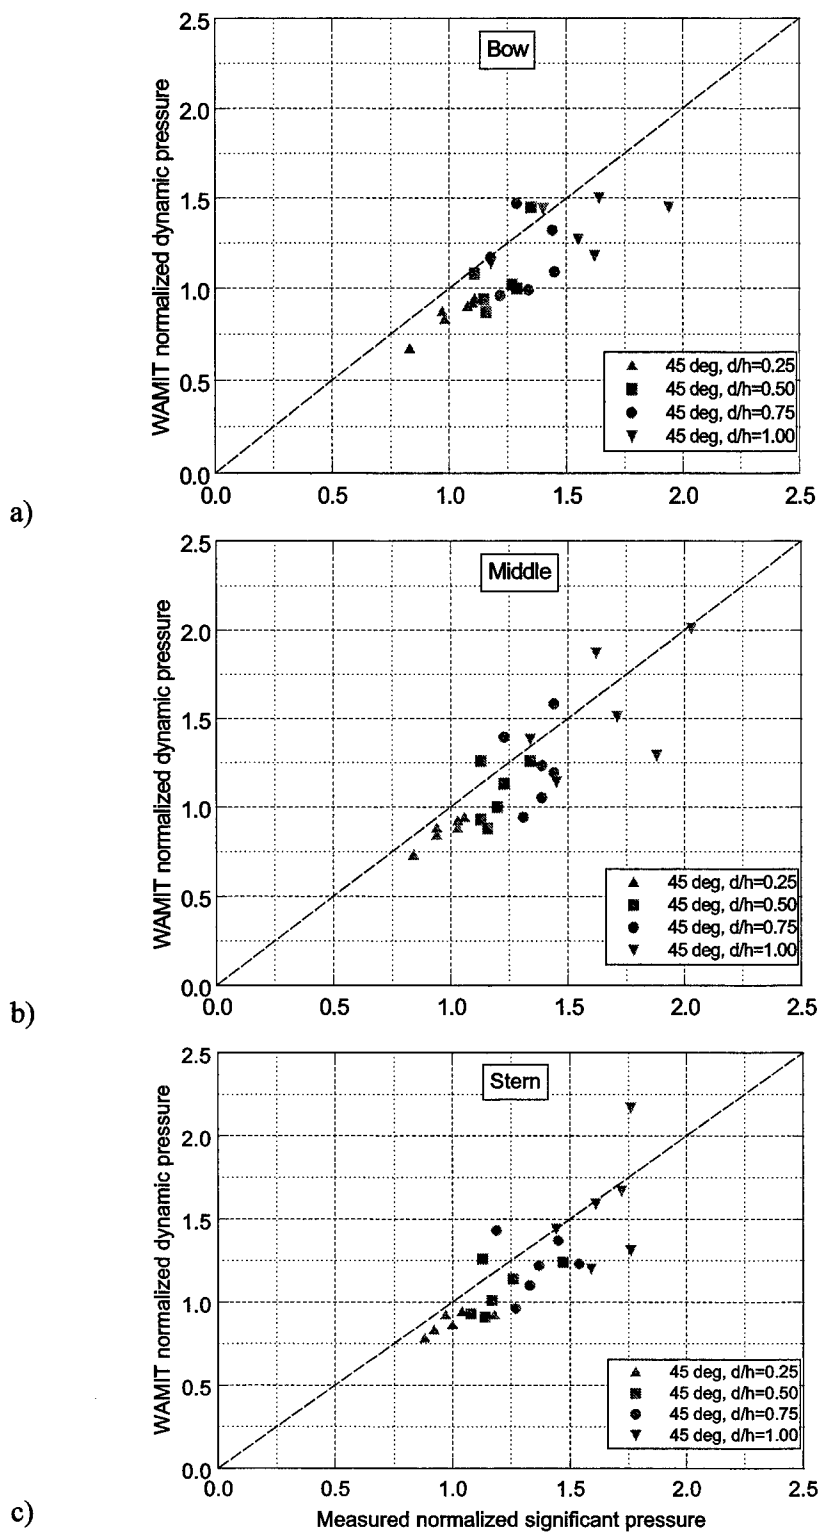 Bow
WAMIT normalized dynamic pressure
2.5
2.0
1.5
1.0
0.5
0.0
45 deg, d/h=0.25
45 deg, d/h=0.50
45 deg, d/h=0.75
45 deg, d/h=1.00
0.0 0.5 1.0 1.5 2.0 2.5
a)
Middle
WAMIT normalized dynamic pressure
2.5
2.0
1.5
1.0
0.5
0.0
45 deg, d/h=0.25
45 deg, d/h=0.50
45 deg, d/h=0.75
45 deg, d/h=1.00
0.0 0.5 1.0 1.5 2.0 2.5
b)
Stern
WAMIT normalized dynamic pressure
2.5
2.0
1.5
1.0
0.5
0.0
45 deg, d/h=0.25
45 deg, d/h=0.50
45 deg, d/h=0.75
45 deg, d/h=1.00
0.0 0.5 1.0 1.5 2.0 2.5
c)
Measured normalized significant pressure